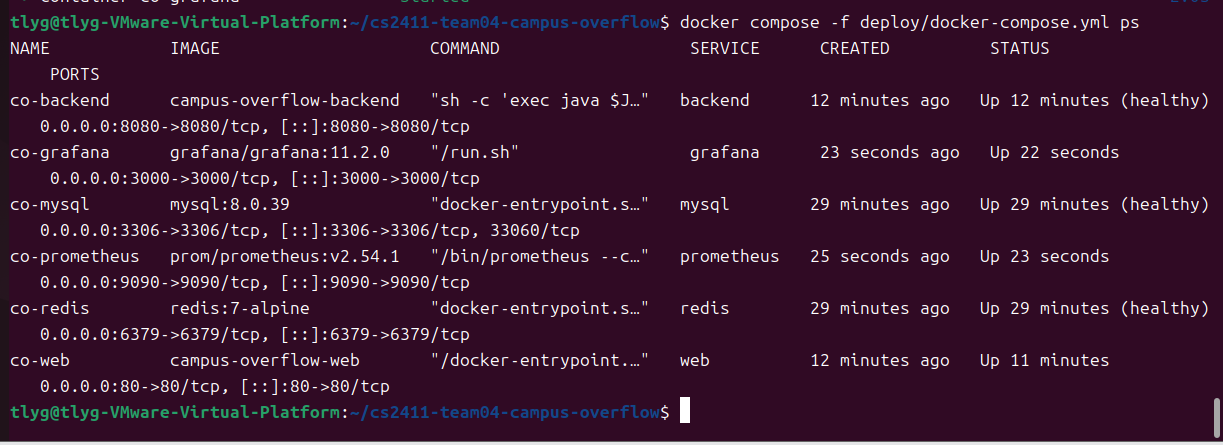 Container co-grafana Started
tlyg@tlyg-VMware-Virtual-Platform:~/cs2411-team04-campus-overflow$ docker compose -f deploy/docker-compose.yml ps
NAME IMAGE COMMAND SERVICE CREATED STATUS
PORTS
co-backend campus-overflow-backend "sh -c 'exec java $J…" backend 12 minutes ago Up 12 minutes (healthy)
0.0.0.0:8080->8080/tcp, [::]:8080->8080/tcp
co-grafana grafana/grafana:11.2.0 "/run.sh" grafana 23 seconds ago Up 22 seconds
0.0.0.0:3000->3000/tcp, [::]:3000->3000/tcp
co-mysql mysql:8.0.39 "docker-entrypoint.s…" mysql 29 minutes ago Up 29 minutes (healthy)
0.0.0.0:3306->3306/tcp, [::]:3306->3306/tcp, 33060/tcp
co-prometheus prom/prometheus:v2.54.1 "/bin/prometheus --c…" prometheus 25 seconds ago Up 23 seconds
0.0.0.0:9090->9090/tcp, [::]:9090->9090/tcp
co-redis redis:7-alpine "docker-entrypoint.s…" redis 29 minutes ago Up 29 minutes (healthy)
0.0.0.0:6379->6379/tcp, [::]:6379->6379/tcp
co-web campus-overflow-web "/docker-entrypoint.…" web 12 minutes ago Up 11 minutes
0.0.0.0:80->80/tcp, [::]:80->80/tcp
tlyg@tlyg-VMware-Virtual-Platform:~/cs2411-team04-campus-overflow$